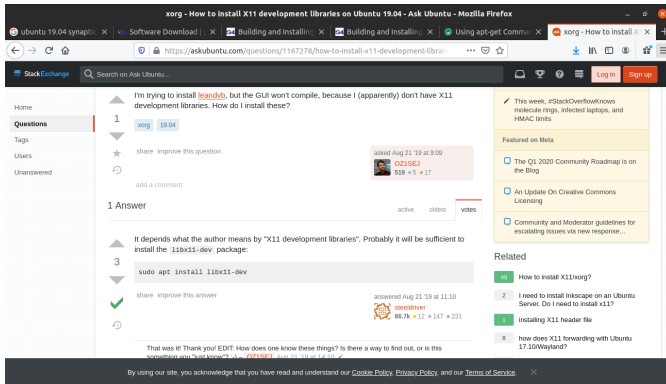 xorg - How to install X11 development libraries on Ubuntu 19.04 - Ask Ubuntu - Mozilla Firefox
ubuntu 19.04 synaptic
Software Download |
Building and Installing
Building and Installing
Using apt-get Comman
xorg - How to install X
https://askubuntu.com/questions/1167278/how-to-install-x11-development-librar
StackExchange
Search on Ask Ubuntu...
Log in
Sign up
Home
Questions
Tags
Users
Unanswered
I'm trying to install leandvb, but the GUI won't compile, because I (apparently) don't have X11
development libraries. How do I install these?
1
xorg 19.04
share improve this question
asked Aug 21 '19 at 9:09
OZ1SEJ
519 5 17
add a comment
1 Answer
active oldest votes
It depends what the author means by "X11 development libraries". Probably it will be sufficient to
install the libx11-dev package:
3
sudo apt install libx11-dev
share improve this answer
answered Aug 21 '19 at 11:10
steeldriver
86.7k 12 147 231
That was it! Thank you! EDIT: How does one know these things? Is there a way to find out, or is this
something you "just know"? :-) – OZ1SEJ Aug 21 '19 at 14:10
This week, #StackOverflowKnows
molecule rings, infected laptops, and
HMAC limits
Featured on Meta
The Q1 2020 Community Roadmap is on
the Blog
An Update On Creative Commons
Licensing
Community and Moderator guidelines for
escalating issues via new response…
Related
49 How to install X11/xorg?
2 I need to install Inkscape on an Ubuntu
Server. Do I need to install x11?
1 installing X11 header file
8 how does X11 forwarding with Ubuntu
17.10/Wayland?
By using our site, you acknowledge that you have read and understand our Cookie Policy, Privacy Policy, and our Terms of Service.